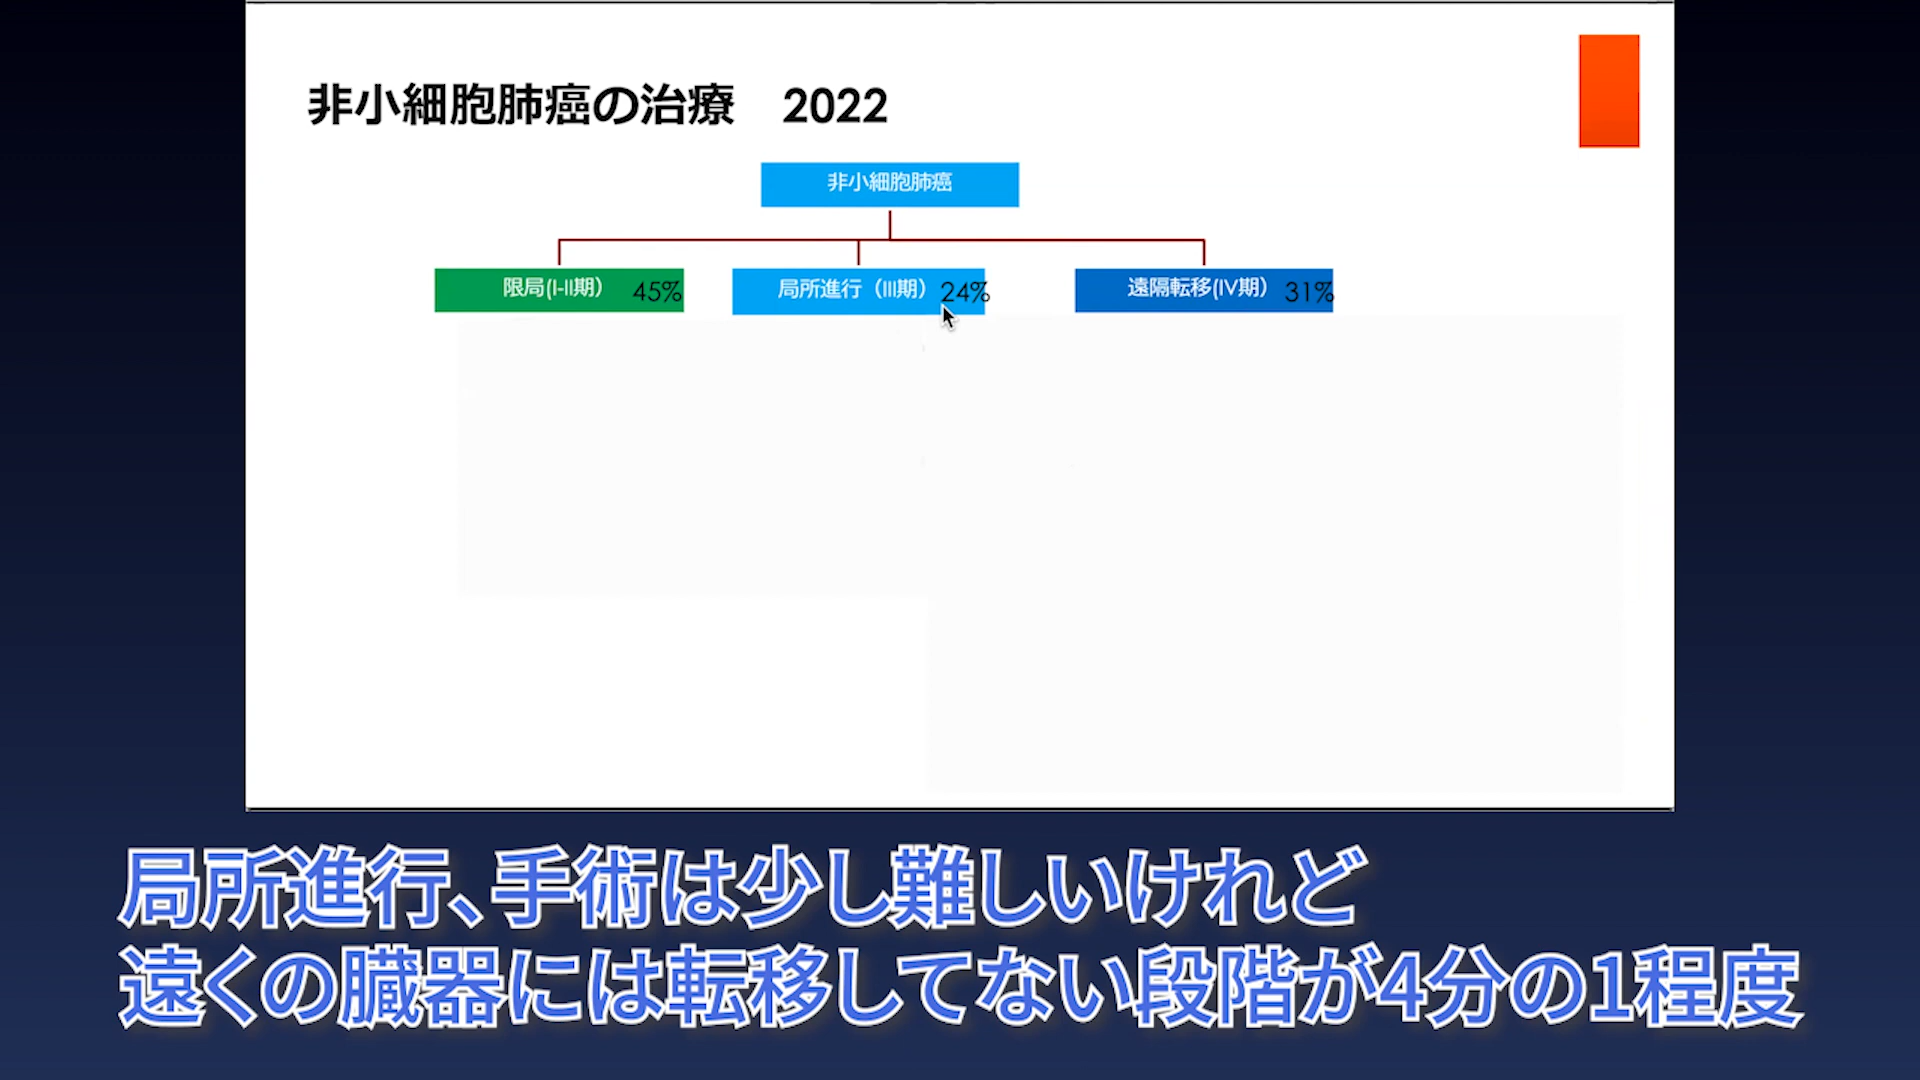 非小細胞肺癌の治療　2022
非小細胞肺癌
限局(I-II期） 45%
局所進行（III期） 24%
遠隔転移(IV期） 31%
局所進行、手術は少し難しいけれど
遠くの臓器には転移してない段階が4分の1程度